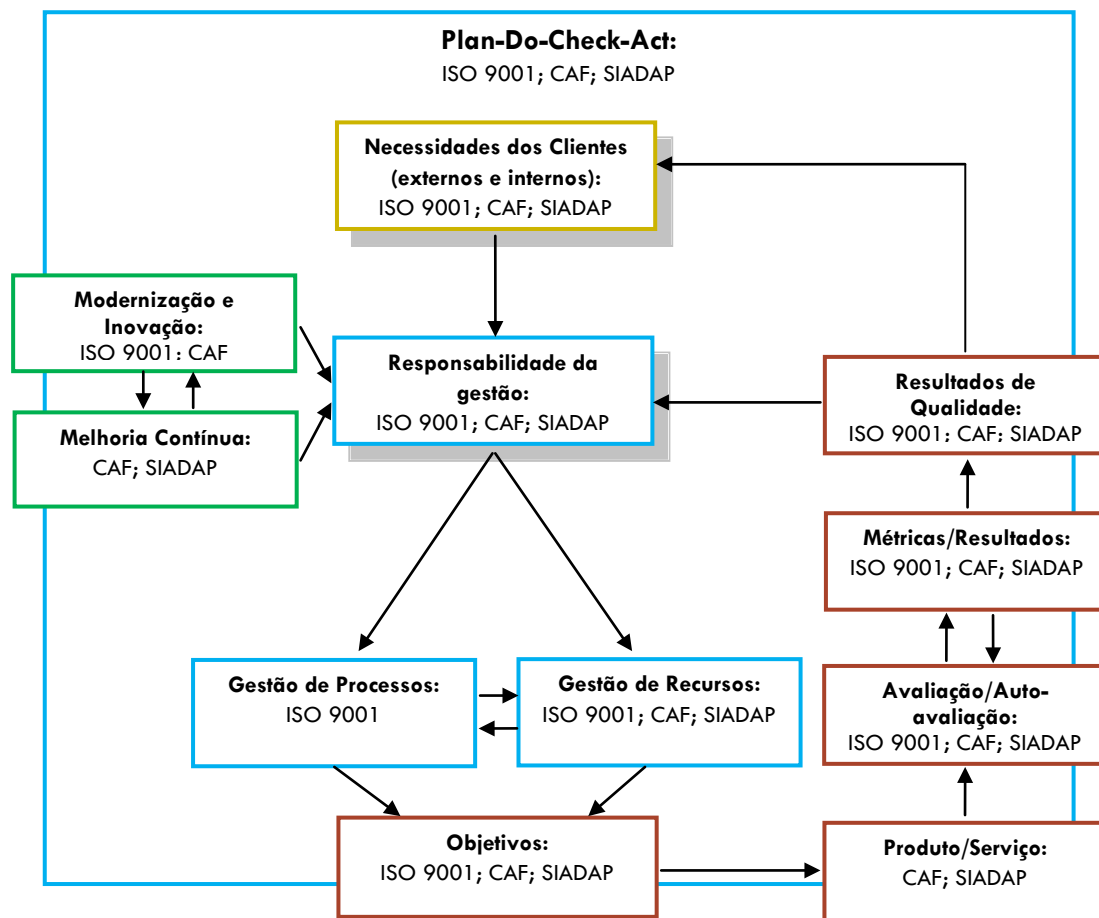 Plan-Do-Check-Act:
ISO 9001; CAF; SIADAP
Necessidades dos Clientes
(externos e internos):
ISO 9001; CAF; SIADAP
Modernização e
Inovação:
ISO 9001: CAF
Melhoria Contínua:
CAF; SIADAP
Responsabilidade da
gestão:
ISO 9001; CAF; SIADAP
Resultados de
Qualidade:
ISO 9001; CAF; SIADAP
Métricas/Resultados:
ISO 9001; CAF; SIADAP
Gestão de Processos:
ISO 9001
Gestão de Recursos:
ISO 9001; CAF; SIADAP
Avaliação/Auto-
avaliação:
ISO 9001; CAF; SIADAP
Objetivos:
ISO 9001; CAF; SIADAP
Produto/Serviço:
CAF; SIADAP